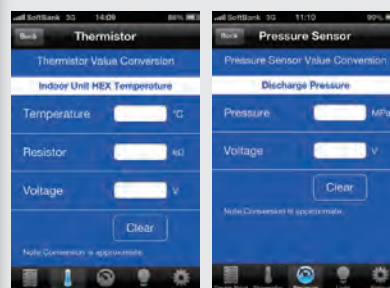 SoftBank 3G 14:09 86%
Back Thermistor
Thermistor Value Conversion
Indoor Unit HEX Temperature
Temperature °C
Resistor kΩ
Voltage V
Clear
Note:Conversion is approximate.
SoftBank 3G 11:10 90%
Back Pressure Sensor
Pressure Sensor Value Conversion
Discharge Pressure
Pressure MPa
Voltage V
Clear
Note:Conversion is approximate.